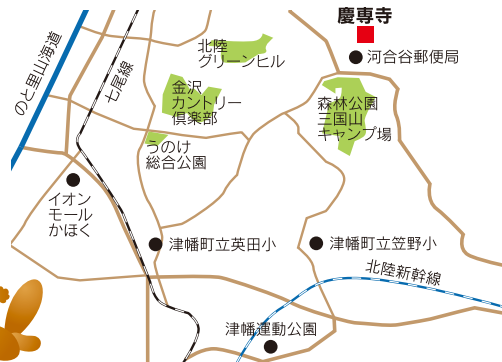 慶専寺
河合谷郵便局
北陸
グリーンヒル
のと里山海道
七尾線
金沢
カントリー
倶楽部
森林公園
三国山
キャンプ場
うのけ
総合公園
イオン
モール
かほく
津幡町立英田小
津幡町立笠野小
北陸新幹線
津幡運動公園